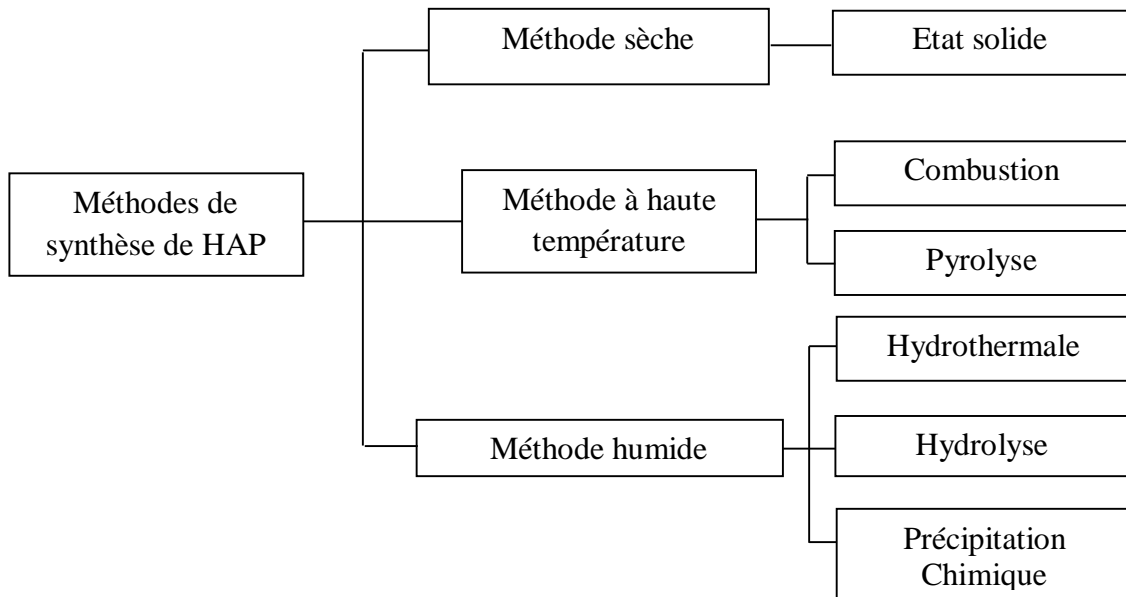 Méthodes de
synthèse de HAP
Méthode sèche
Etat solide
Méthode à haute
température
Combustion
Pyrolyse
Méthode humide
Hydrothermale
Hydrolyse
Précipitation
Chimique